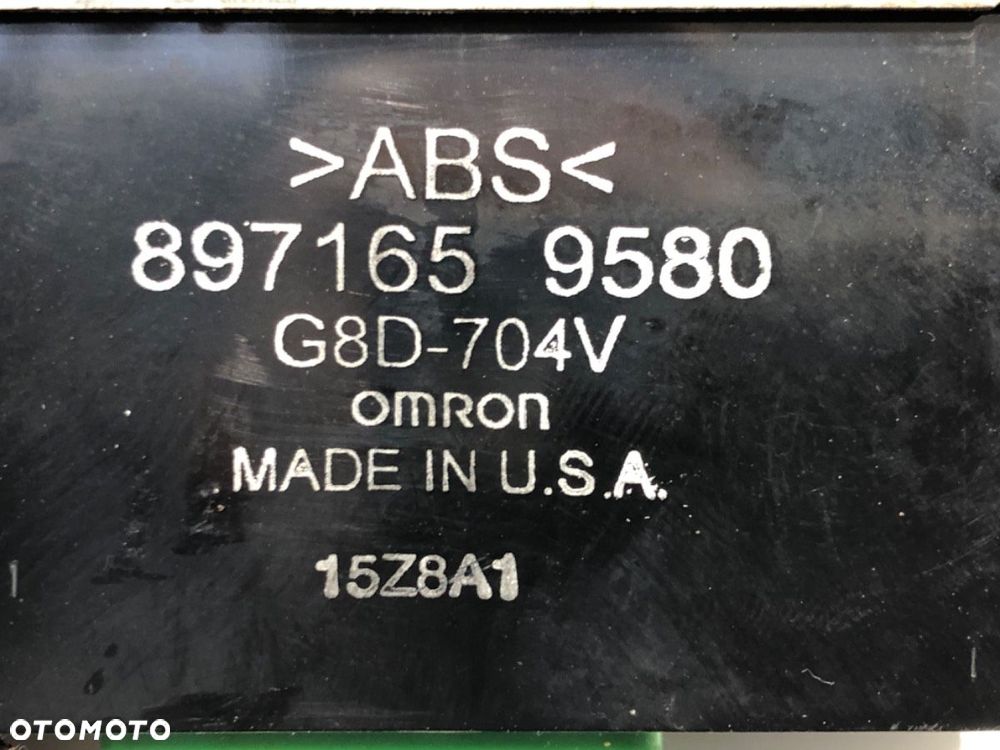 >ABS<
897165 9580
G8D-704V
omron
MADE IN U.S.A.
15Z8A1
OTOMOTO